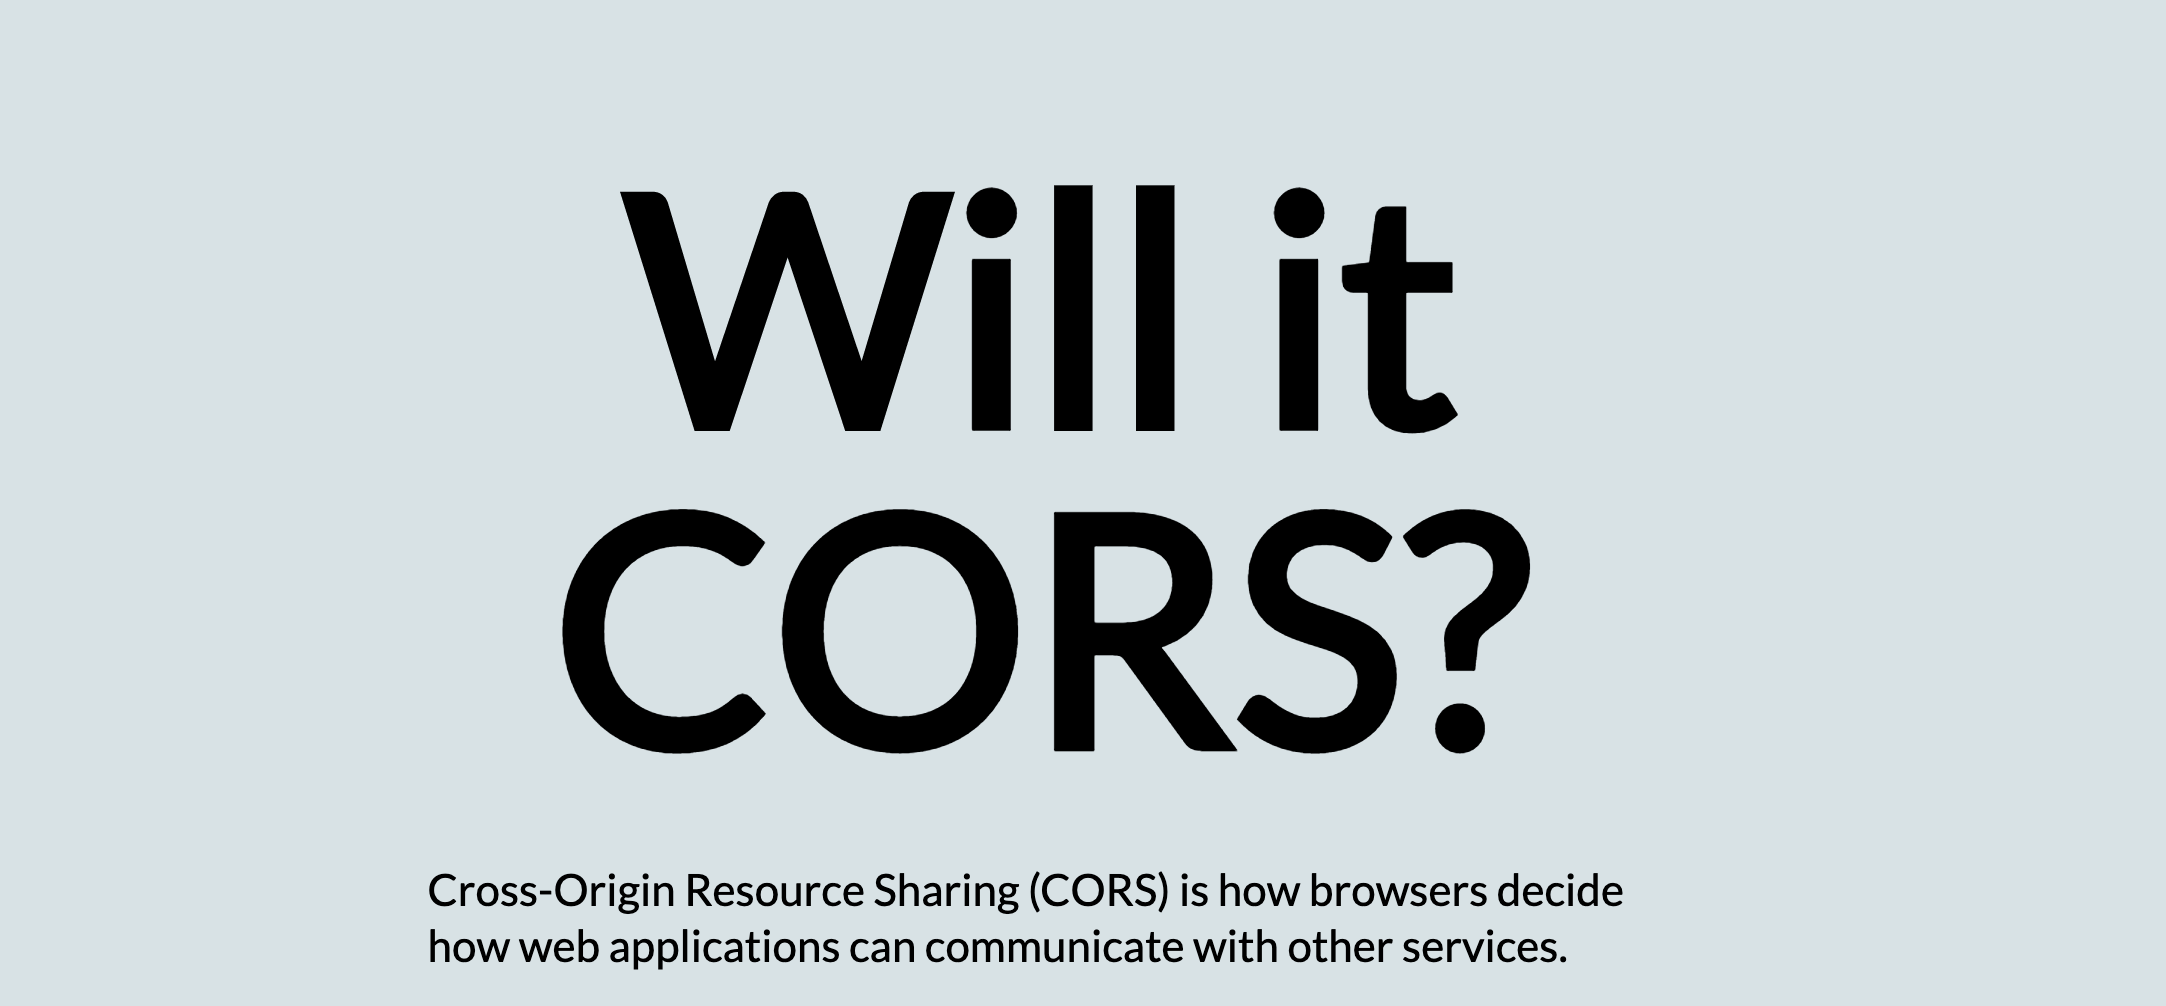 Will it
CORS?
Cross-Origin Resource Sharing (CORS) is how browsers decide
how web applications can communicate with other services.